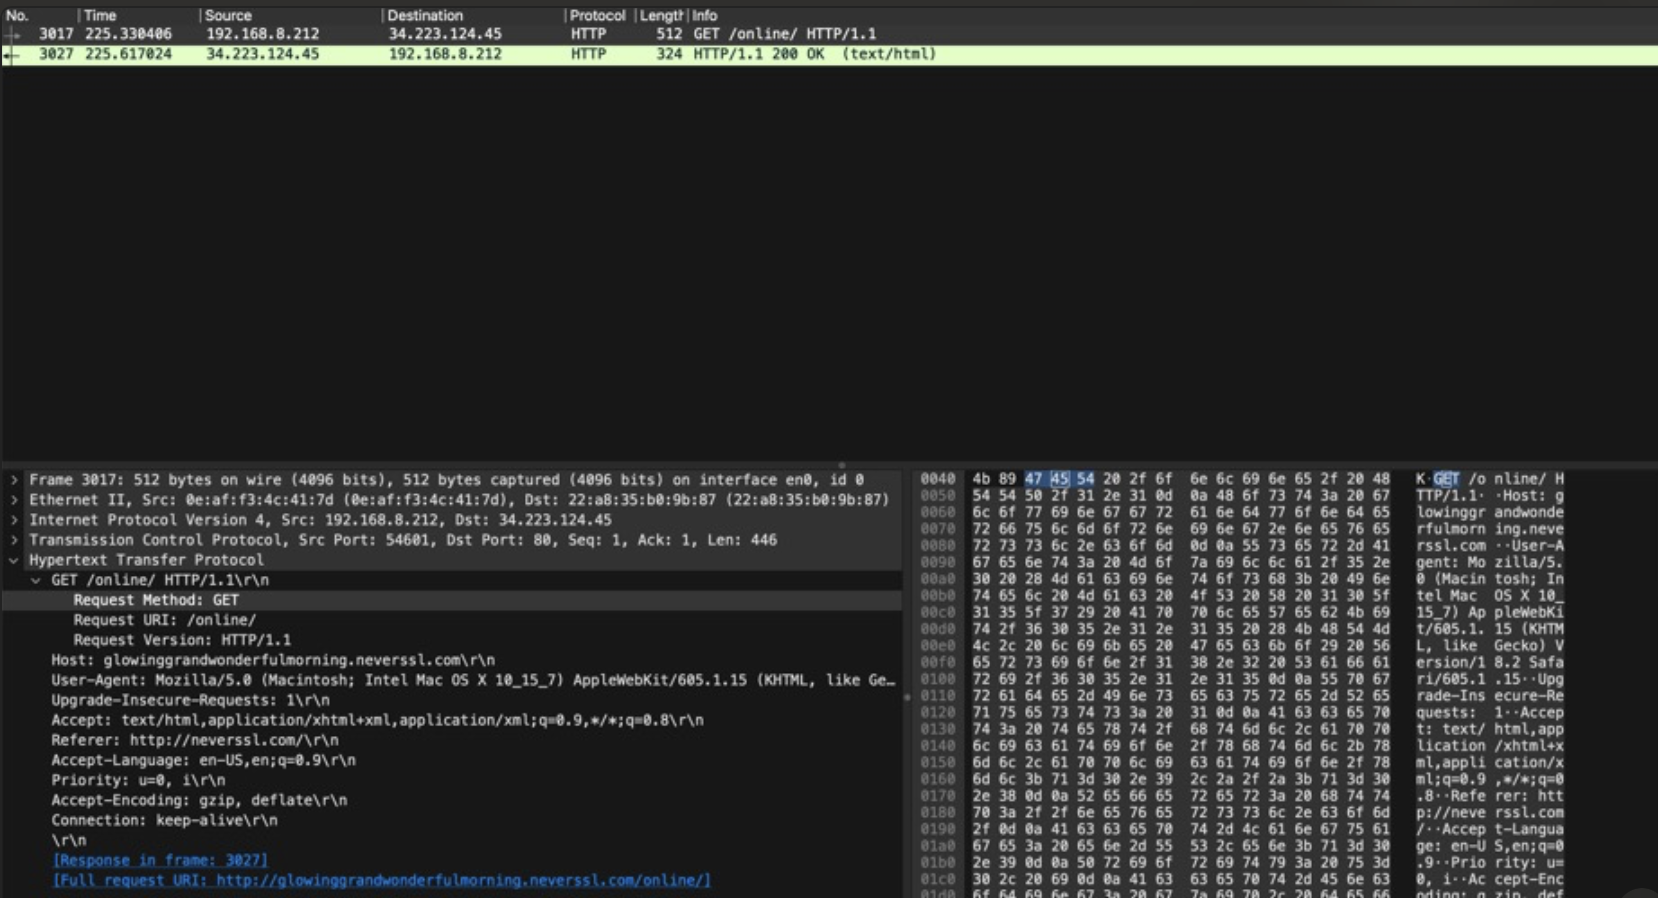 No. Time Source Destination Protocol Length Info
3017 225.330406 192.168.8.212 34.223.124.45 HTTP 512 GET /online/ HTTP/1.1
3027 225.617024 34.223.124.45 192.168.8.212 HTTP 324 HTTP/1.1 200 OK (text/html)
Frame 3017: 512 bytes on wire (4096 bits), 512 bytes captured (4096 bits) on interface en0, id 0
Ethernet II, Src: 0e:af:f3:4c:41:7d (0e:af:f3:4c:41:7d), Dst: 22:a8:35:b0:9b:87 (22:a8:35:b0:9b:87)
Internet Protocol Version 4, Src: 192.168.8.212, Dst: 34.223.124.45
Transmission Control Protocol, Src Port: 54601, Dst Port: 80, Seq: 1, Ack: 1, Len: 446
Hypertext Transfer Protocol
GET /online/ HTTP/1.1\r\n
Request Method: GET
Request URI: /online/
Request Version: HTTP/1.1
Host: glowinggrandwonderfulmorning.neverssl.com\r\n
User-Agent: Mozilla/5.0 (Macintosh; Intel Mac OS X 10_15_7) AppleWebKit/605.1.15 (KHTML, like Ge…
Upgrade-Insecure-Requests: 1\r\n
Accept: text/html,application/xhtml+xml,application/xml;q=0.9,*/*;q=0.8\r\n
Referer: http://neverssl.com/\r\n
Accept-Language: en-US,en;q=0.9\r\n
Priority: u=0, i\r\n
Accept-Encoding: gzip, deflate\r\n
Connection: keep-alive\r\n
\r\n
[Response in frame: 3027]
[Full request URI: http://glowinggrandwonderfulmorning.neverssl.com/online/]
0040 4b 89 47 45 54 20 2f 6f 6e 6c 69 6e 65 2f 20 48 K·GET /o nline/ H
0050 54 54 50 2f 31 2e 31 0d 0a 48 6f 73 74 3a 20 67 TTP/1.1· ·Host: g
0060 6c 6f 77 69 6e 67 67 72 61 6e 64 77 6f 6e 64 65 lowinggr andwonde
0070 72 66 75 6c 6d 6f 72 6e 69 6e 67 2e 6e 65 76 65 rfulmorn ing.neve
0080 72 73 73 6c 2e 63 6f 6d 0d 0a 55 73 65 72 2d 41 rssl.com ··User-A
0090 67 65 6e 74 3a 20 4d 6f 7a 69 6c 6c 61 2f 35 2e gent: Mo zilla/5.
00a0 30 20 28 4d 61 63 69 6e 74 6f 73 68 3b 20 49 6e 0 (Macin tosh; In
00b0 74 65 6c 20 4d 61 63 20 4f 53 20 58 20 31 30 5f tel Mac OS X 10_
00c0 31 35 5f 37 29 20 41 70 70 6c 65 57 65 62 4b 69 15_7) Ap pleWebKi
00d0 74 2f 36 30 35 2e 31 2e 31 35 20 28 4b 48 54 4d t/605.1. 15 (KHTM
00e0 4c 2c 20 6c 69 6b 65 20 47 65 63 6b 6f 29 20 56 L, like Gecko) V
00f0 65 72 73 69 6f 6e 2f 31 38 2e 32 20 53 61 66 61 ersion/1 8.2 Safa
0100 72 69 2f 36 30 35 2e 31 2e 31 35 0d 0a 55 70 67 ri/605.1 .15··Upg
0110 72 61 64 65 2d 49 6e 73 65 63 75 72 65 2d 52 65 rade-Ins ecure-Re
0120 71 75 65 73 74 73 3a 20 31 0d 0a 41 63 63 65 70 quests: 1··Accep
0130 74 3a 20 74 65 78 74 2f 68 74 6d 6c 2c 61 70 70 t: text/ html,app
0140 6c 69 63 61 74 69 6f 6e 2f 78 68 74 6d 6c 2b 78 lication /xhtml+x
0150 6d 6c 2c 61 70 70 6c 69 63 61 74 69 6f 6e 2f 78 ml,appli cation/x
0160 6d 6c 3b 71 3d 30 2e 39 2c 2a 2f 2a 3b 71 3d 30 ml;q=0.9 ,*/*;q=0
0170 2e 38 0d 0a 52 65 66 65 72 65 72 3a 20 68 74 74 .8··Refe rer: htt
0180 70 3a 2f 2f 6e 65 76 65 72 73 73 6c 2e 63 6f 6d p://neve rssl.com
0190 2f 0d 0a 41 63 63 65 70 74 2d 4c 61 6e 67 75 61 /··Accep t-Langua
01a0 67 65 3a 20 65 6e 2d 55 53 2c 65 6e 3b 71 3d 30 ge: en-U S,en;q=0
01b0 2e 39 0d 0a 50 72 69 6f 72 69 74 79 3a 20 75 3d .9··Prio rity: u=
01c0 30 2c 20 69 0d 0a 41 63 63 65 70 74 2d 45 6e 63 0, i··Ac cept-Enc
01d0 6f 64 69 6e 67 3a 20 67 7a 69 70 2c 20 64 65 66 oding: g zip, def